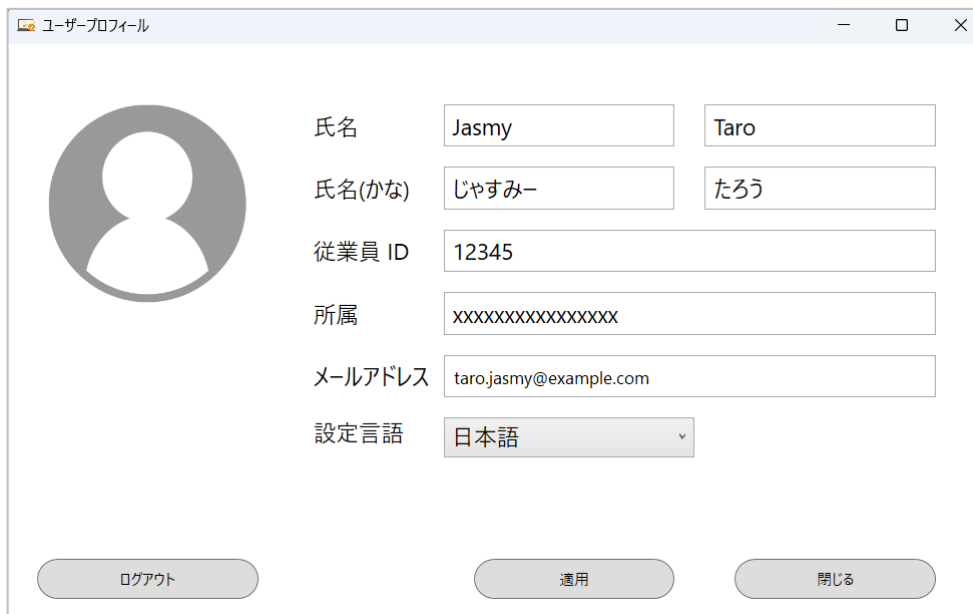 ユーザープロフィール
氏名 Jasmy Taro
氏名(かな) じゃすみー たろう
従業員 ID 12345
所属 xxxxxxxxxxxxxxxx
メールアドレス taro.jasmy@example.com
設定言語 日本語
ログアウト 適用 閉じる